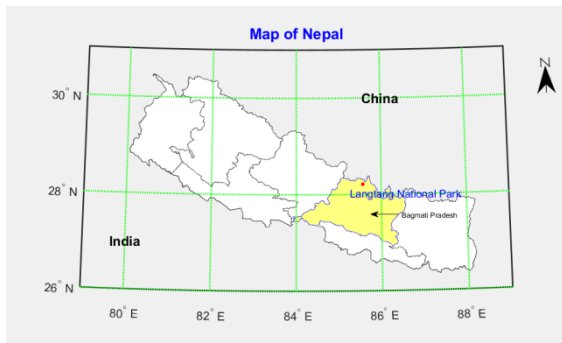 Map of Nepal
N
30° N
China
28° N
Langtang National Park
Bagmati Pradesh
India
26° N
80° E
82° E
84° E
86° E
88° E